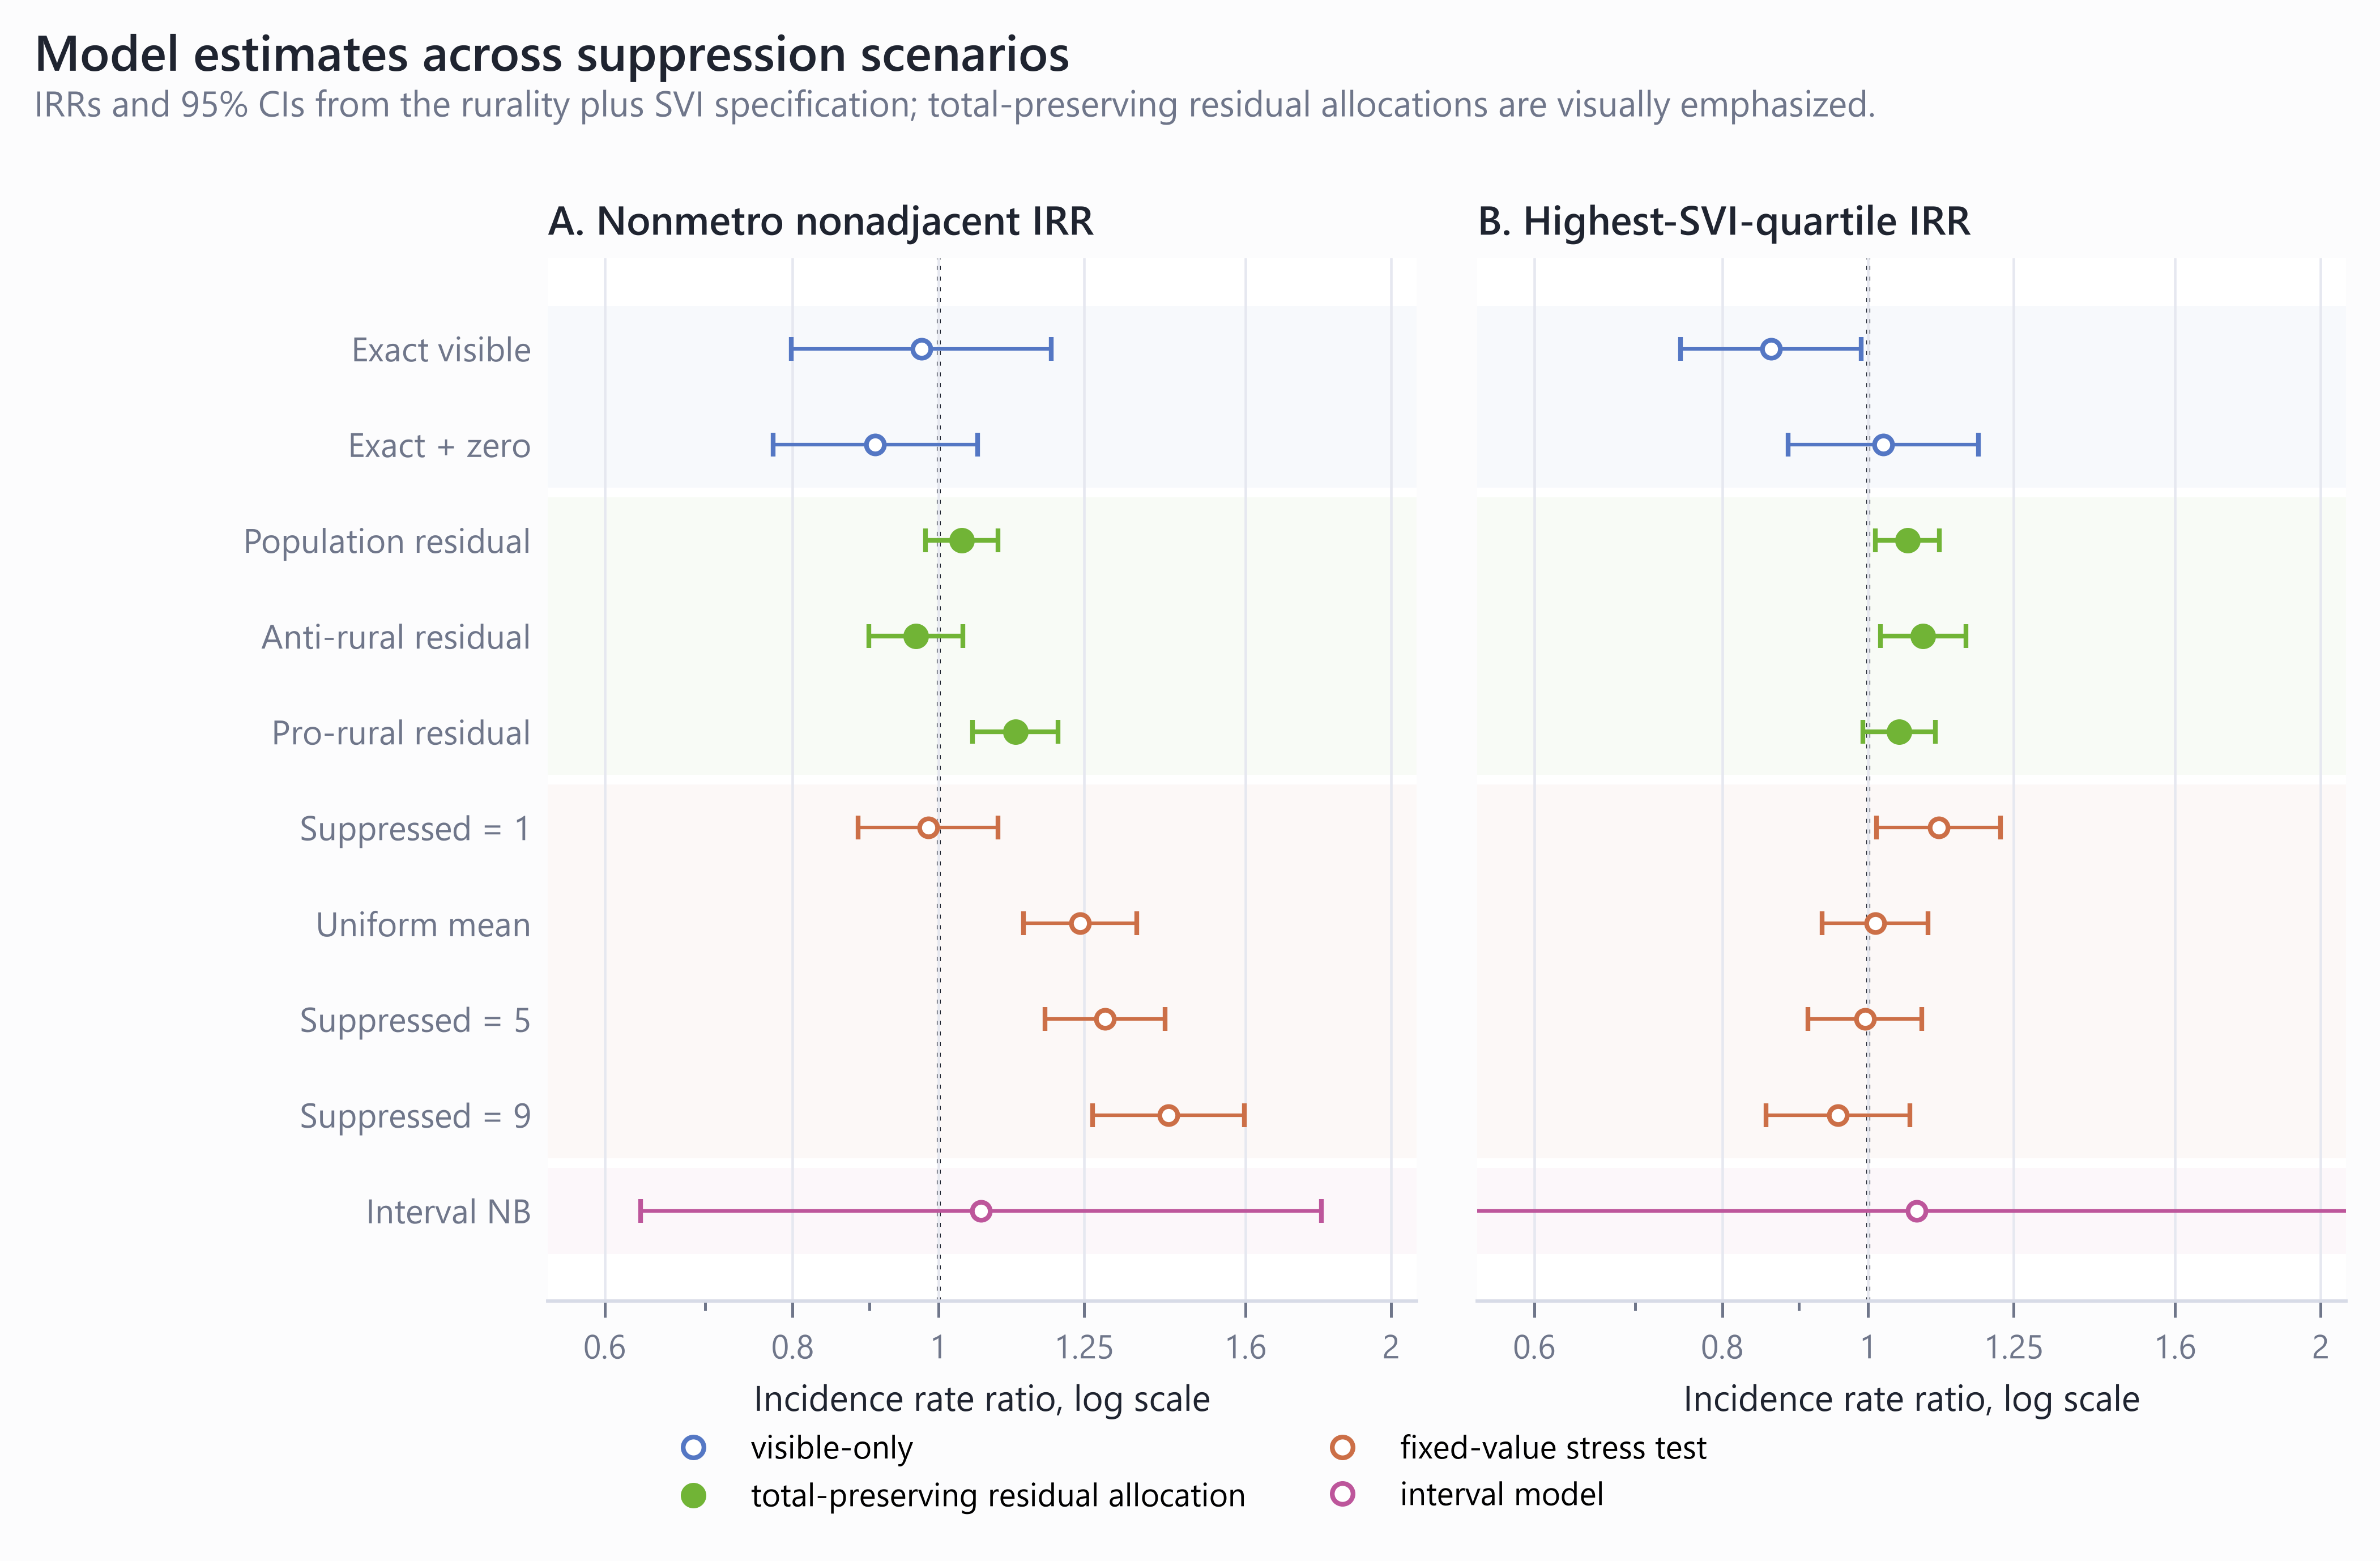 Model estimates across suppression scenarios
IRRs and 95% CIs from the rurality plus SVI specification; total-preserving residual allocations are visually emphasized.
A. Nonmetro nonadjacent IRR
B. Highest-SVI-quartile IRR
Exact visible
Exact + zero
Population residual
Anti-rural residual
Pro-rural residual
Suppressed = 1
Uniform mean
Suppressed = 5
Suppressed = 9
Interval NB
0.6 0.8 1 1.25 1.6 2
0.6 0.8 1 1.25 1.6 2
Incidence rate ratio, log scale
Incidence rate ratio, log scale
visible-only
fixed-value stress test
total-preserving residual allocation
interval model